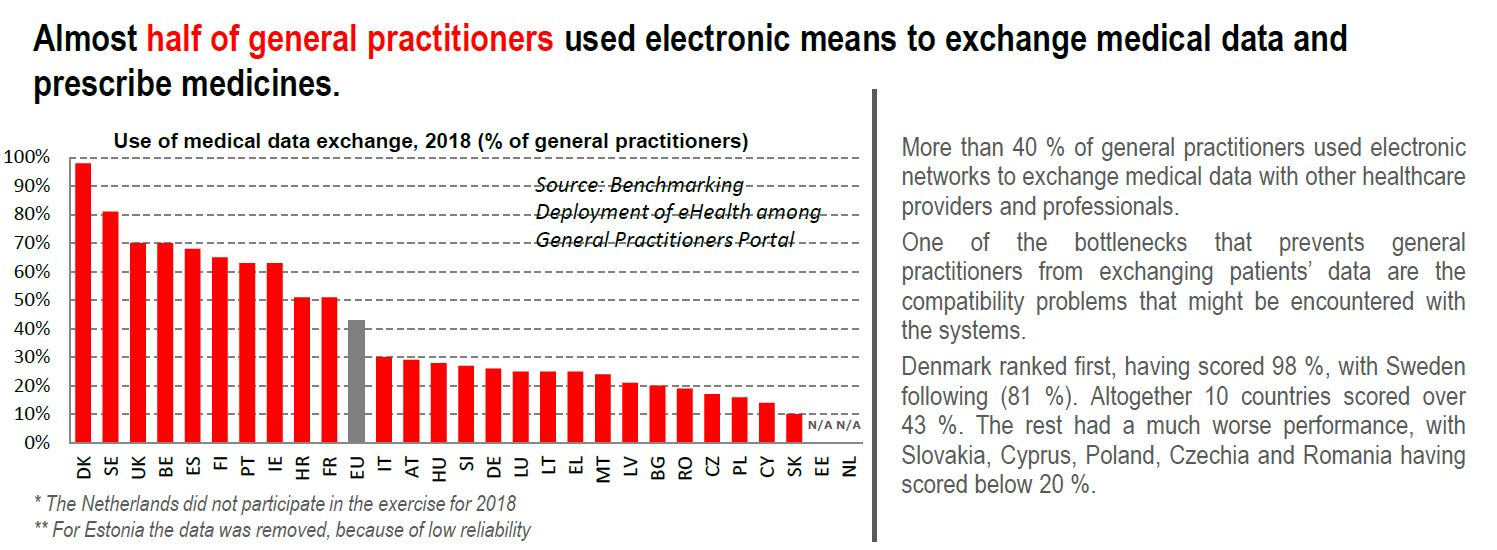 Almost half of general practitioners used electronic means to exchange medical data and
prescribe medicines.
Use of medical data exchange, 2018 (% of general practitioners)
100%
90%
80%
70%
60%
50%
40%
30%
20%
10%
0%
Source: Benchmarking
Deployment of eHealth among
General Practitioners Portal
N/A N/A
DK SE UK BE ES FI PT IE HR FR EU IT AT HU SI DE LU LT EL MT LV BG RO CZ PL CY SK EE NL
* The Netherlands did not participate in the exercise for 2018
** For Estonia the data was removed, because of low reliability
More than 40 % of general practitioners used electronic
networks to exchange medical data with other healthcare
providers and professionals.
One of the bottlenecks that prevents general
practitioners from exchanging patients’ data are the
compatibility problems that might be encountered with
the systems.
Denmark ranked first, having scored 98 %, with Sweden
following (81 %). Altogether 10 countries scored over
43 %. The rest had a much worse performance, with
Slovakia, Cyprus, Poland, Czechia and Romania having
scored below 20 %.